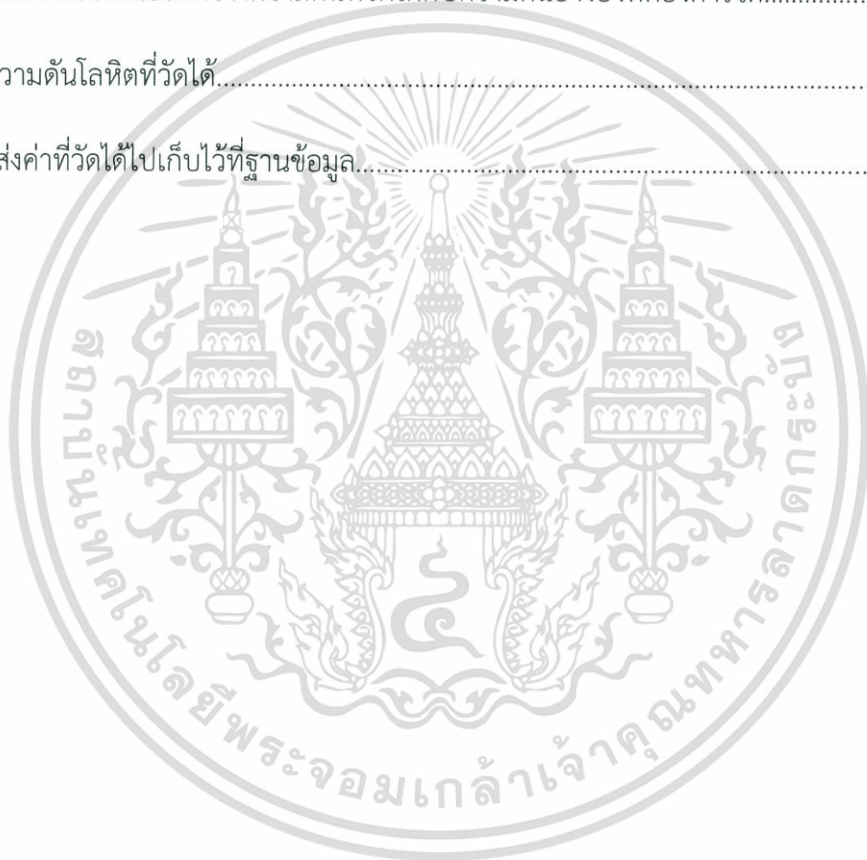 วามดันโลหิตที่วัดได้
ส่งค่าที่วัดได้ไปเก็บไว้ที่ฐานข้อมูล
สถาบันเทคโนโลยีพระจอมเกล้าเจ้าคุณทหารลาดกระบัง
๔